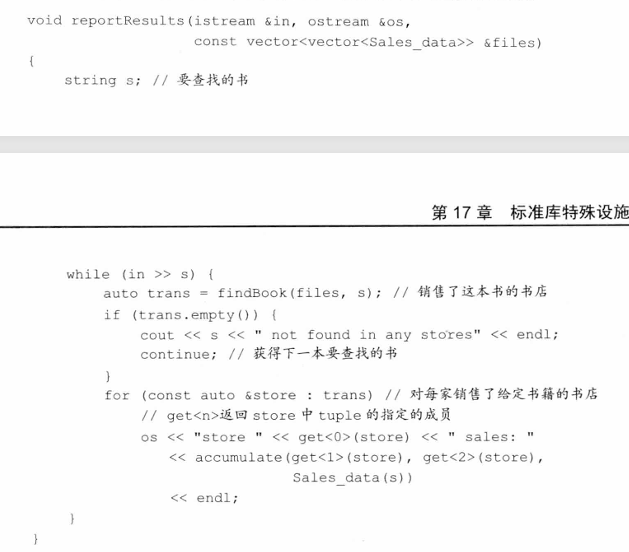 void reportResults(istream &in, ostream &os,
                   const vector<vector<Sales_data>> &files)
{
    string s; // 要查找的书
第 17 章 标准库特殊设施
    while (in >> s) {
        auto trans = findBook(files, s); // 销售了这本书的书店
        if (trans.empty()) {
            cout << s << " not found in any stores" << endl;
            continue; // 获得下一本要查找的书
        }
        for (const auto &store : trans) // 对每家销售了给定书籍的书店
            // get<n>返回 store 中 tuple 的指定的成员
            os << "store " << get<0>(store) << " sales: "
               << accumulate(get<1>(store), get<2>(store),
                             Sales_data(s))
               << endl;
    }
}